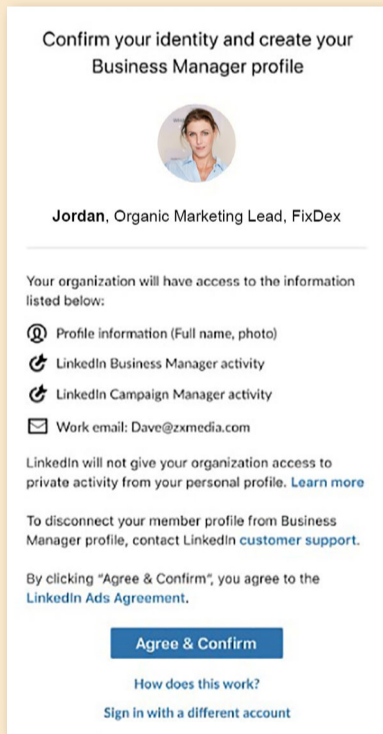 Confirm your identity and create your
Business Manager profile
Jordan, Organic Marketing Lead, FixDex
Your organization will have access to the information
listed below:
Profile information (Full name, photo)
LinkedIn Business Manager activity
LinkedIn Campaign Manager activity
Work email: Dave@zxmedia.com
LinkedIn will not give your organization access to
private activity from your personal profile. Learn more
To disconnect your member profile from Business
Manager profile, contact LinkedIn customer support.
By clicking "Agree & Confirm", you agree to the
LinkedIn Ads Agreement.
Agree & Confirm
How does this work?
Sign in with a different account